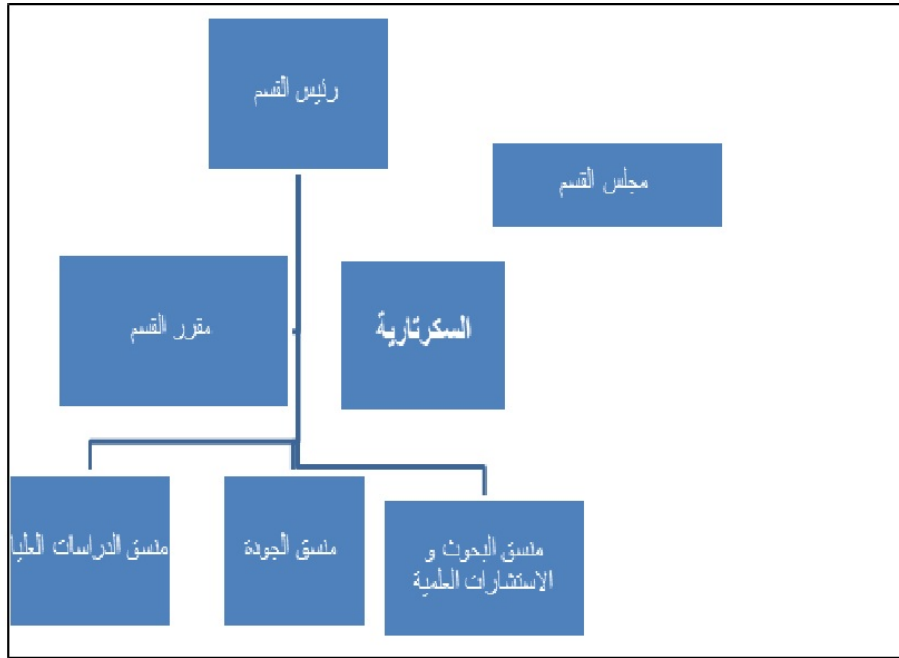 رئيس القسم
مجلس القسم
السكرتارية
مقرر القسم
منسق البحوث و
الاستشارات العلمية
منسق الجودة
منسق الدراسات العليا